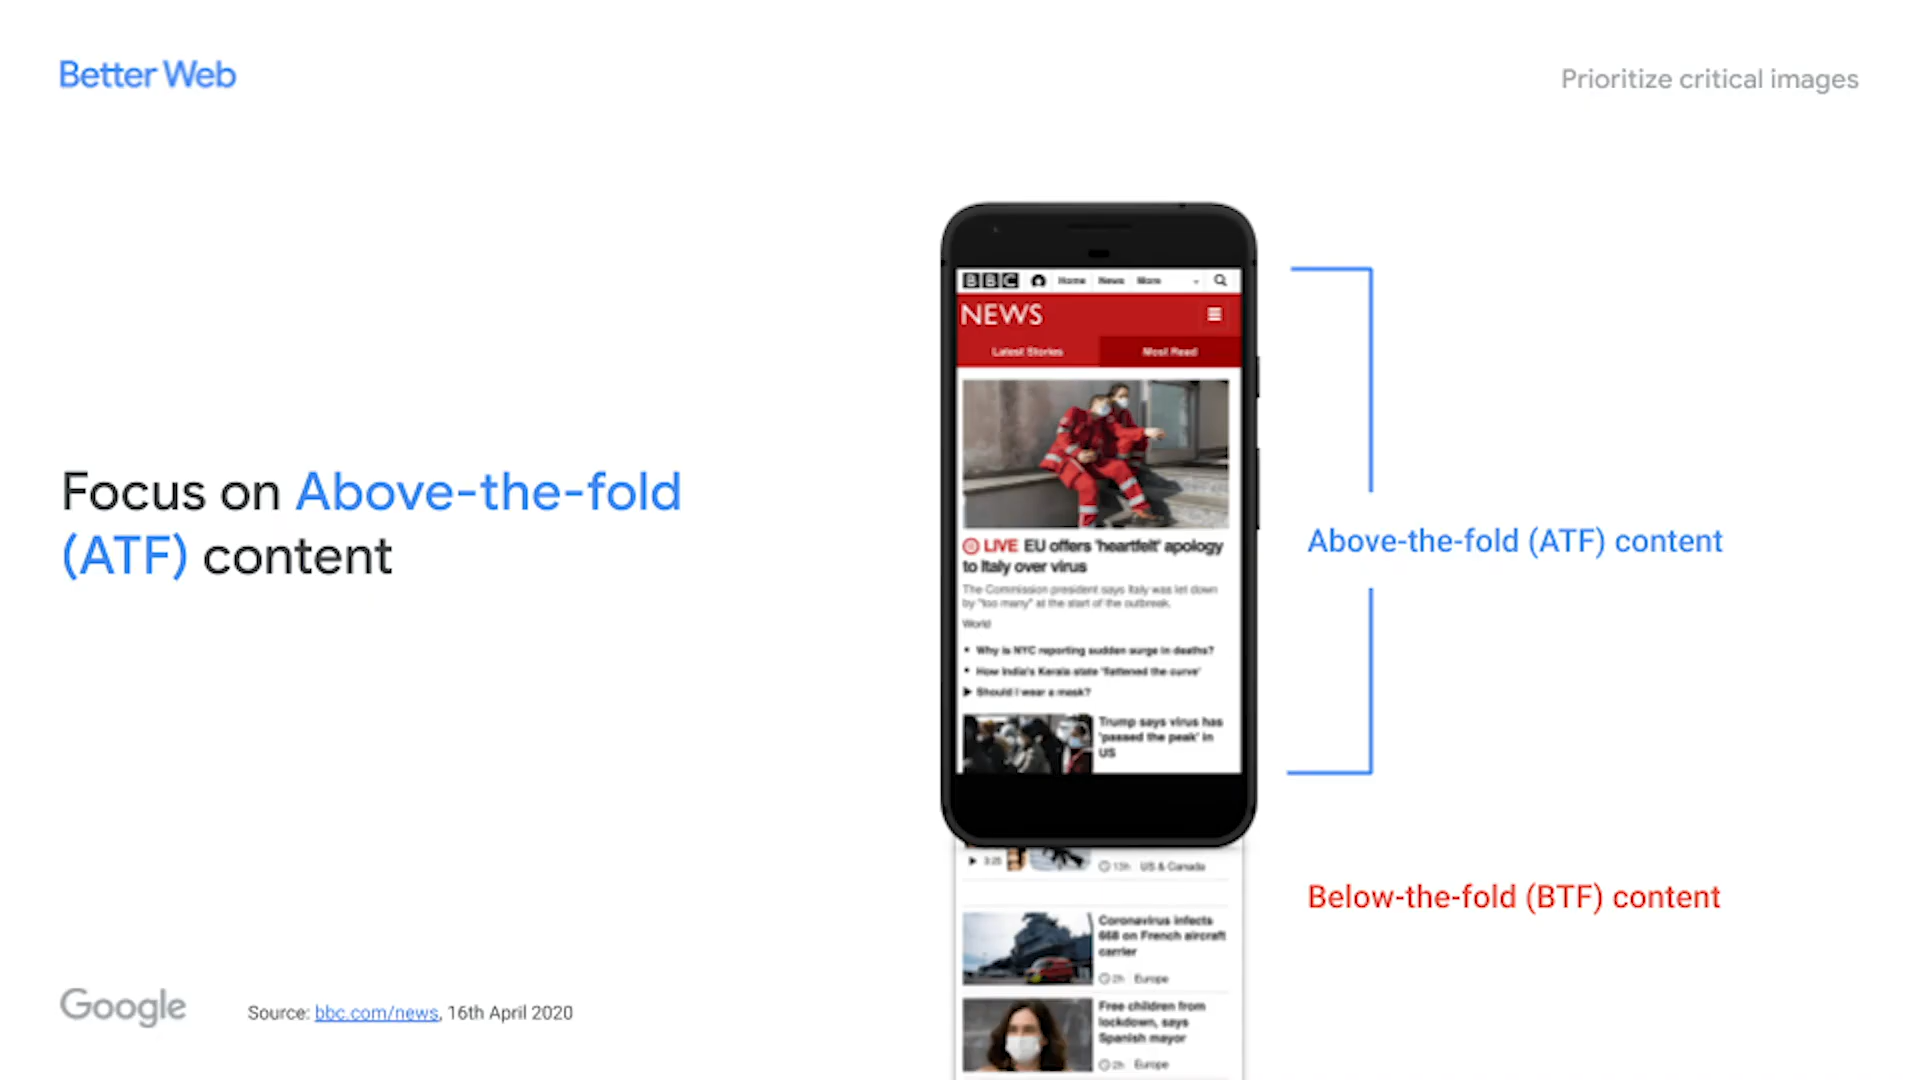 Better Web
Prioritize critical images
Focus on Above-the-fold
(ATF) content
BBC Home News More
NEWS
Latest Stories Most Read
LIVE EU offers 'heartfelt' apology
to Italy over virus
The Commission president says Italy was let down
by "too many" at the start of the outbreak.
World
• Why is NYC reporting sudden surge in deaths?
• How India's Kerala state 'flattened the curve'
Should I wear a mask?
Trump says virus has
'passed the peak' in
US
Above-the-fold (ATF) content
3:25
13h US & Canada
Below-the-fold (BTF) content
Coronavirus infects
668 on French aircraft
carrier
2h Europe
Free children from
lockdown, says
Spanish mayor
2h Europe
Google
Source: bbc.com/news, 16th April 2020